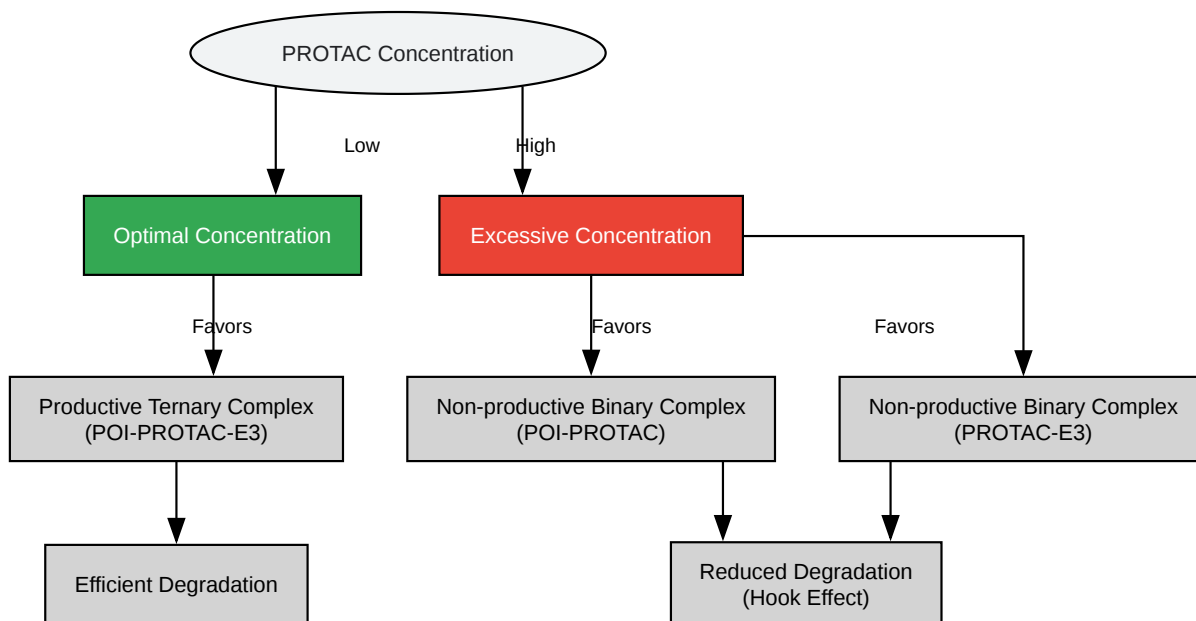 PROTAC Concentration
Low
High
Optimal Concentration
Excessive Concentration
Favors
Favors
Favors
Productive Ternary Complex
(POI-PROTAC-E3)
Non-productive Binary Complex
(POI-PROTAC)
Non-productive Binary Complex
(PROTAC-E3)
Efficient Degradation
Reduced Degradation
(Hook Effect)